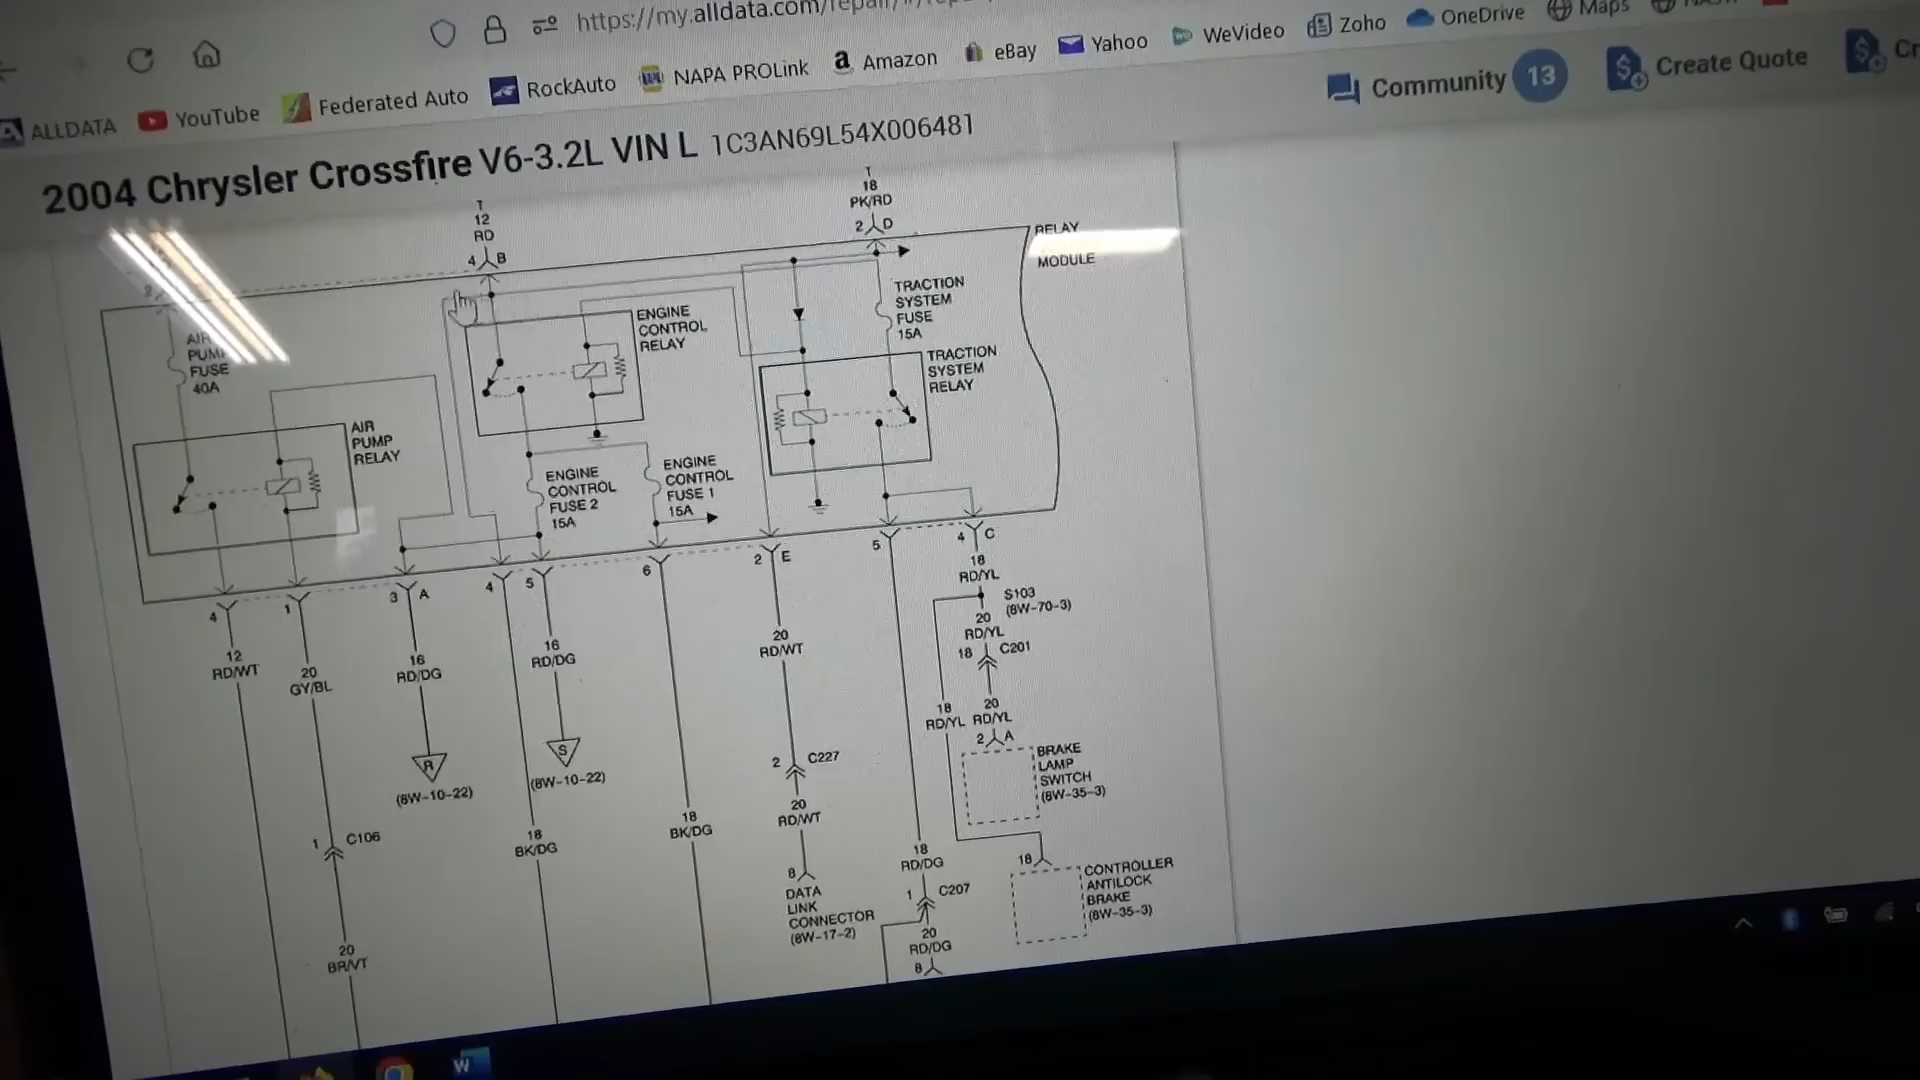 https://my.alldata.com/repair/#/rep
ALLDATA YouTube Federated Auto RockAuto NAPA PROLink Amazon eBay Yahoo WeVideo Zoho OneDrive Maps
Community 13 Create Quote Cr
2004 Chrysler Crossfire V6-3.2L VIN L 1C3AN69L54X006481
T
12
RD
4 B
T
18
PK/RD
2 D
RELAY
MODULE
2
AIR
PUMP
FUSE
40A
AIR
PUMP
RELAY
ENGINE
CONTROL
RELAY
ENGINE
CONTROL
FUSE 2
15A
ENGINE
CONTROL
FUSE 1
15A
TRACTION
SYSTEM
FUSE
15A
TRACTION
SYSTEM
RELAY
4 1 3 A 4 5 6 2 E 5 4 C
12
RD/WT
20
GY/BL
1 C106
20
BR/VT
16
RD/DG
R
(8W-10-22)
18
BK/DG
16
RD/DG
S
(8W-10-22)
18
BK/DG
20
RD/WT
2 C227
20
RD/WT
8
DATA
LINK
CONNECTOR
(8W-17-2)
18
RD/DG
1 C207
20
RD/DG
8
18
RD/YL
S103
(8W-70-3)
20
RD/YL
18 C201
18
RD/YL
20
RD/YL
2 A
BRAKE
LAMP
SWITCH
(8W-35-3)
18
CONTROLLER
ANTILOCK
BRAKE
(8W-35-3)
W